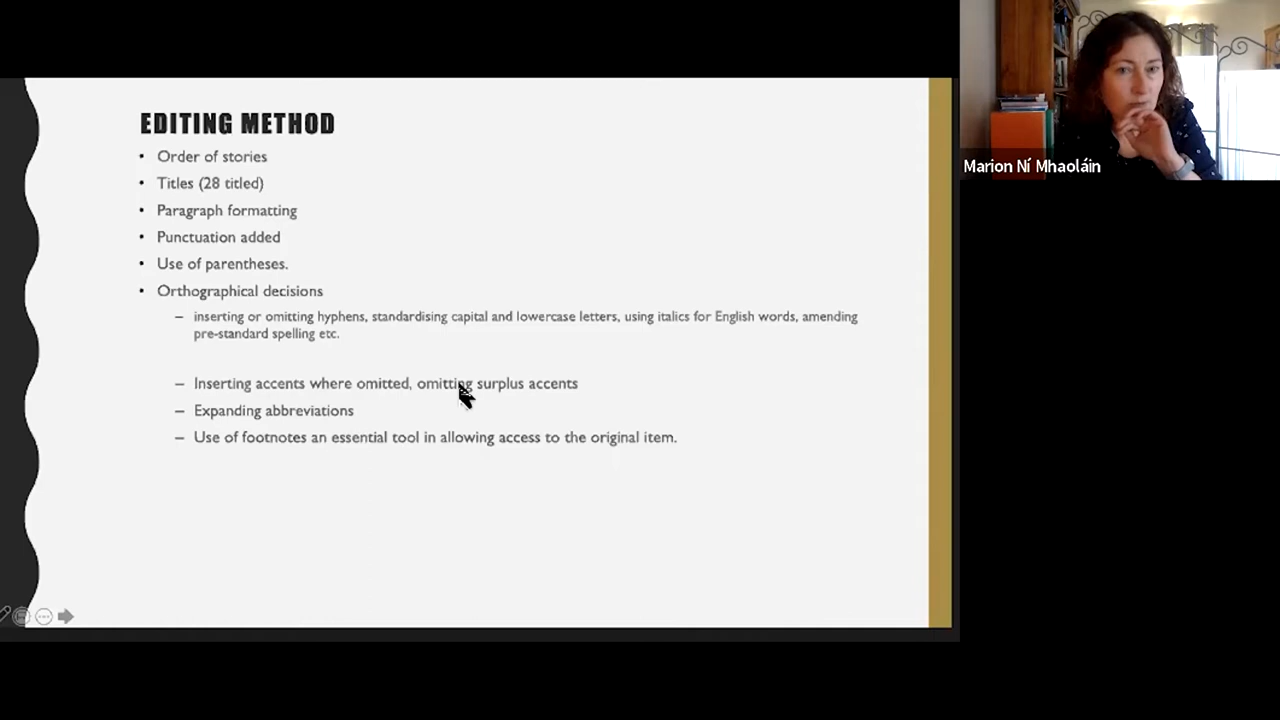 EDITING METHOD
• Order of stories
• Titles (28 titled)
• Paragraph formatting
• Punctuation added
• Use of parentheses.
• Orthographical decisions
– inserting or omitting hyphens, standardising capital and lowercase letters, using italics for English words, amending
pre-standard spelling etc.
– Inserting accents where omitted, omitting surplus accents
– Expanding abbreviations
– Use of footnotes an essential tool in allowing access to the original item.
Marion Ní Mhaoláin